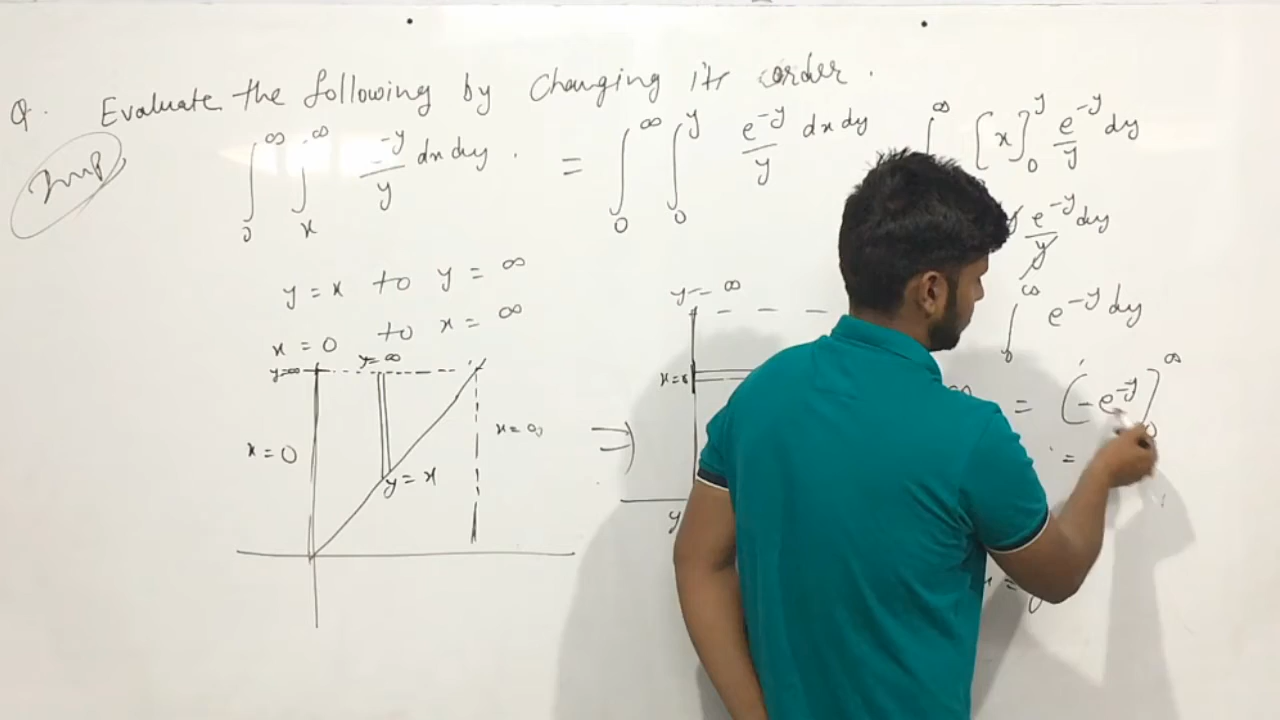 Q. Evaluate the following by changing its order.
Imp
∫_0^∞ ∫_x^∞ -y/y dx dy . = ∫_0^∞ ∫_0^y e^-y/y dx dy
∫^∞ [x]_0^y e^-y/y dy
y e^-y/y dy
∫_0^∞ e^-y dy
= (-e^-y]_0^∞
=
y = x to y = ∞
x = 0 to x = ∞
y=∞ y=∞
x = 0
y = x
x = ∞
⇒
y = ∞
x=0
y